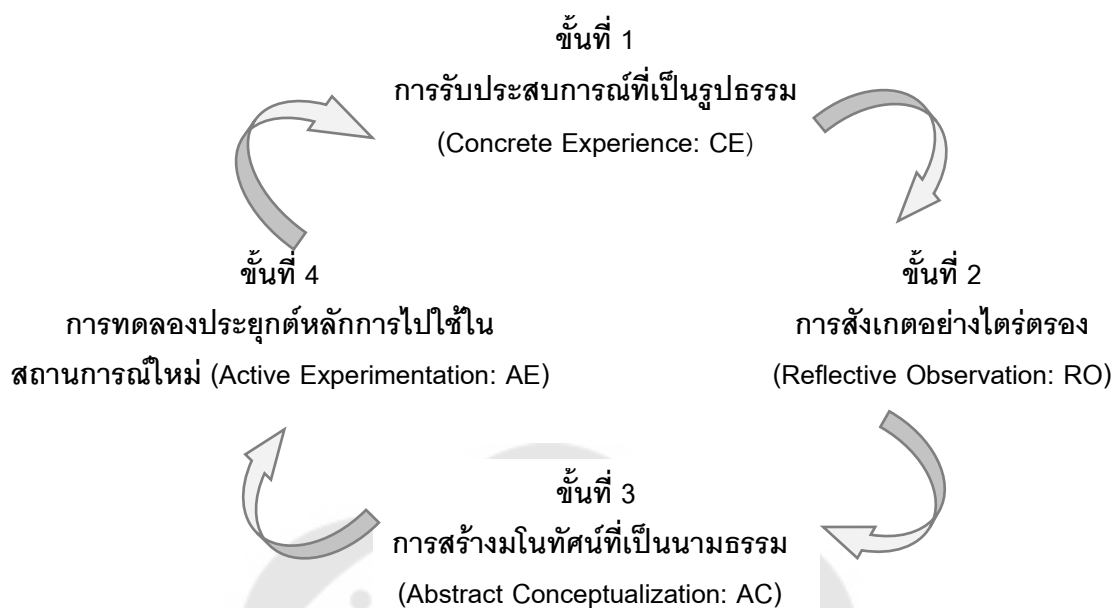 ขั้นที่ 1
การรับประสบการณ์ที่เป็นรูปธรรม
(Concrete Experience: CE)
ขั้นที่ 2
การสังเกตอย่างไตร่ตรอง
(Reflective Observation: RO)
ขั้นที่ 3
การสร้างมโนทัศน์ที่เป็นนามธรรม
(Abstract Conceptualization: AC)
ขั้นที่ 4
การทดลองประยุกต์หลักการไปใช้ใน
สถานการณ์ใหม่ (Active Experimentation: AE)